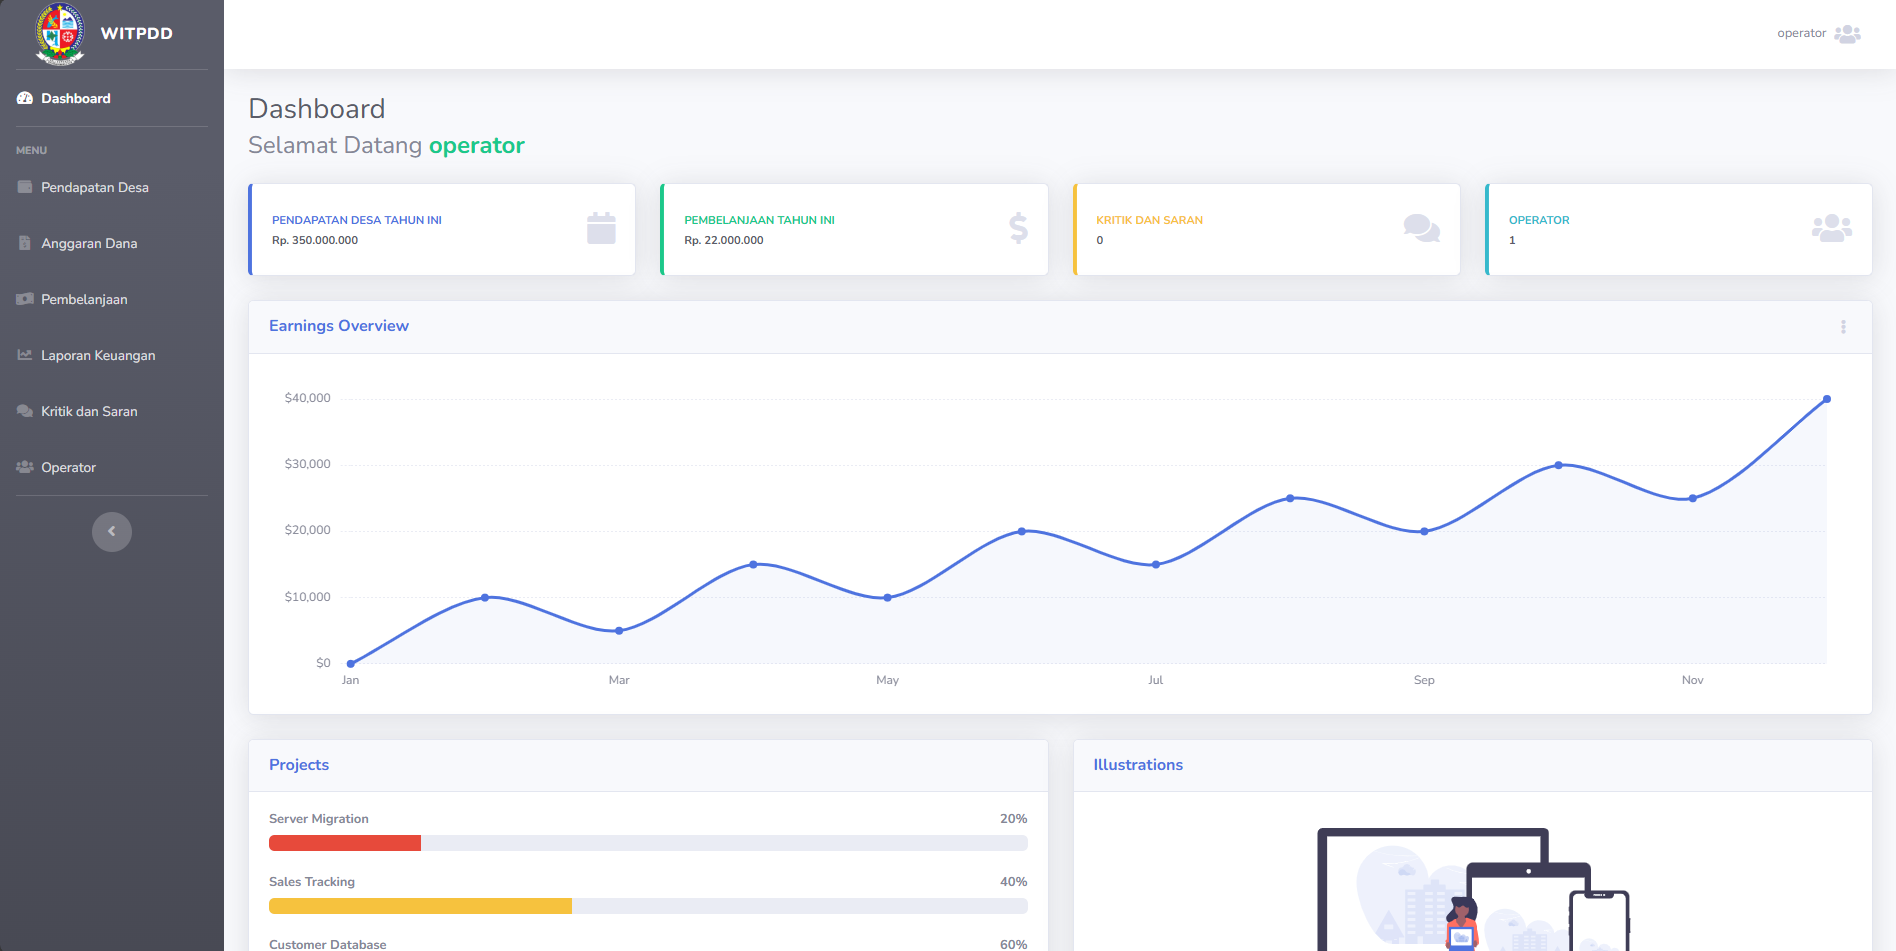 WITPDD
operator
Dashboard
MENU
Pendapatan Desa
Anggaran Dana
Pembelanjaan
Laporan Keuangan
Kritik dan Saran
Operator
Dashboard
Selamat Datang operator
PENDAPATAN DESA TAHUN INI
Rp. 350.000.000
PEMBELANJAAN TAHUN INI
Rp. 22.000.000
KRITIK DAN SARAN
0
OPERATOR
1
Earnings Overview
$40,000
$30,000
$20,000
$10,000
$0
Jan Mar May Jul Sep Nov
Projects
Server Migration 20%
Sales Tracking 40%
Customer Database 60%
Illustrations